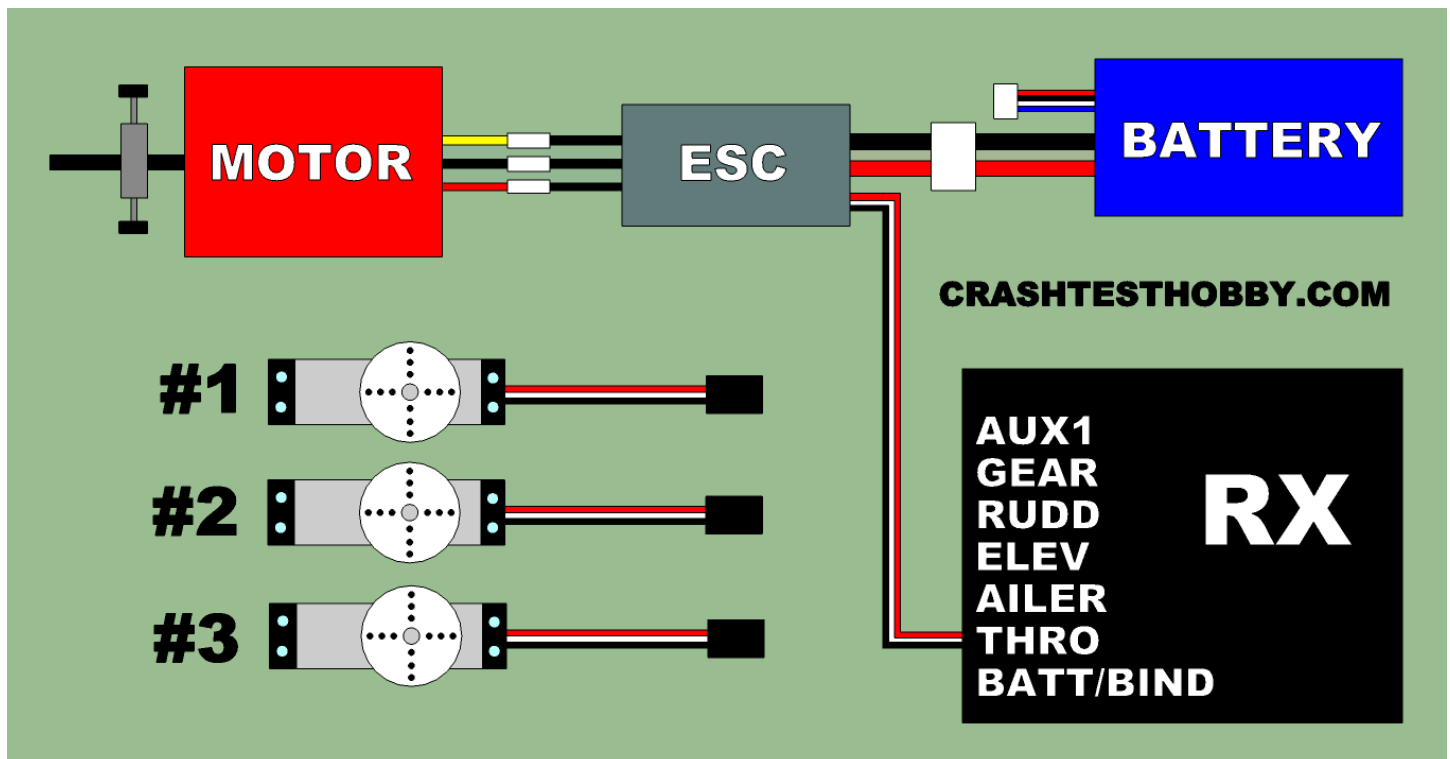 MOTOR
ESC
BATTERY
CRASHTESTHOBBY.COM
#1
#2
#3
AUX1
GEAR
RUDD
ELEV
AILER
THRO
BATT/BIND
RX